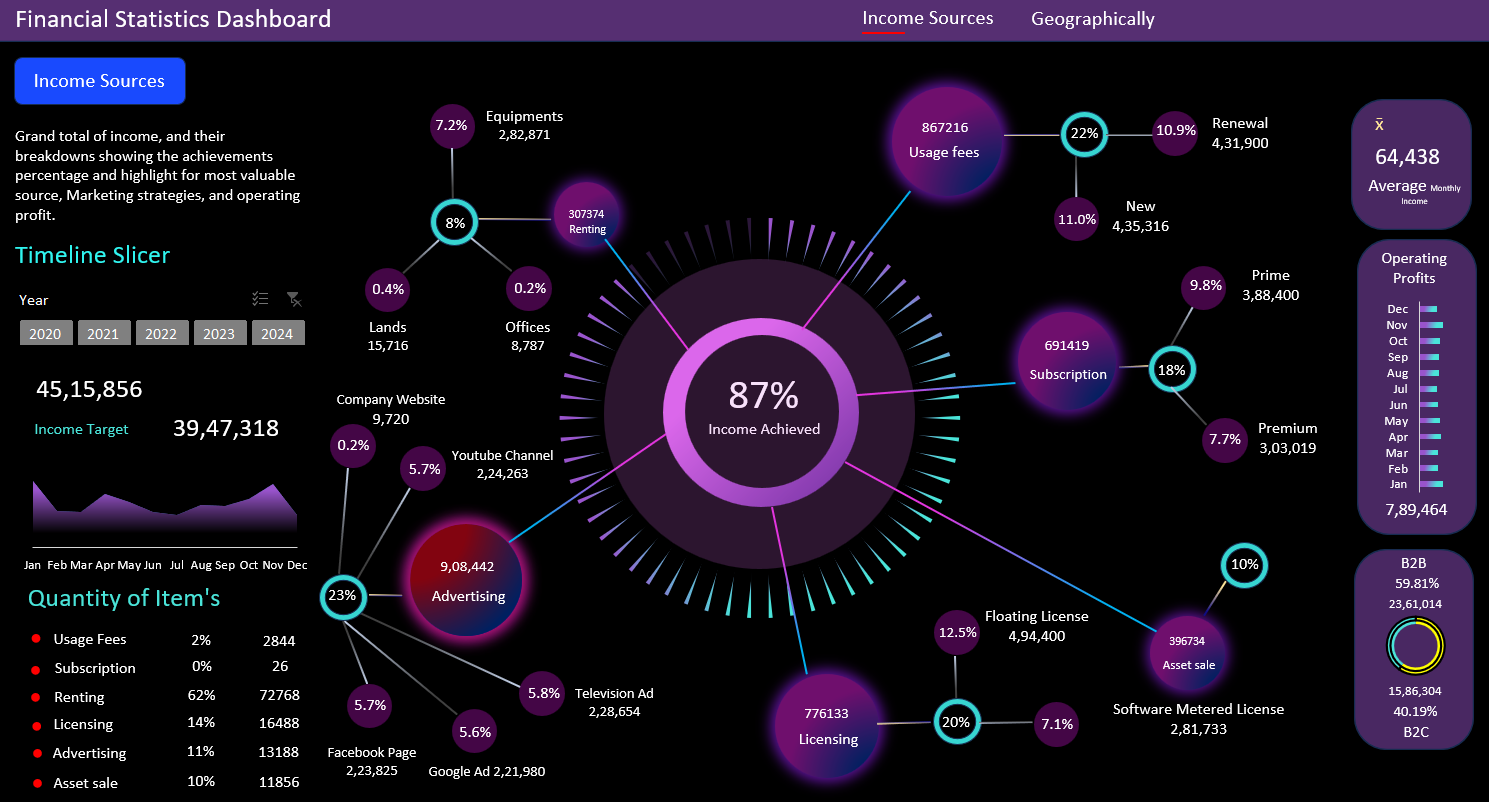 Financial Statistics Dashboard
Income Sources
Geographically
Income Sources
Grand total of income, and their
breakdowns showing the achievements
percentage and highlight for most valuable
source, Marketing strategies, and operating
profit.
Timeline Slicer
Year
2020 2021 2022 2023 2024
45,15,856
Income Target
39,47,318
Jan Feb Mar Apr May Jun Jul Aug Sep Oct Nov Dec
Quantity of Item's
Usage Fees 2% 2844
Subscription 0% 26
Renting 62% 72768
Licensing 14% 16488
Advertising 11% 13188
Asset sale 10% 11856
7.2%
Equipments
2,82,871
8%
307374
Renting
0.4%
Lands
15,716
0.2%
Offices
8,787
Company Website
9,720
0.2%
Youtube Channel
2,24,263
5.7%
9,08,442
Advertising
23%
5.7%
Facebook Page
2,23,825
5.6%
Google Ad 2,21,980
5.8%
Television Ad
2,28,654
87%
Income Achieved
867216
Usage fees
22%
10.9%
Renewal
4,31,900
11.0%
New
4,35,316
691419
Subscription
18%
9.8%
Prime
3,88,400
7.7%
Premium
3,03,019
10%
396734
Asset sale
776133
Licensing
20%
12.5%
Floating License
4,94,400
7.1%
Software Metered License
2,81,733
x̄
64,438
Average Monthly
Income
Operating
Profits
Dec
Nov
Oct
Sep
Aug
Jul
Jun
May
Apr
Mar
Feb
Jan
7,89,464
B2B
59.81%
23,61,014
15,86,304
40.19%
B2C